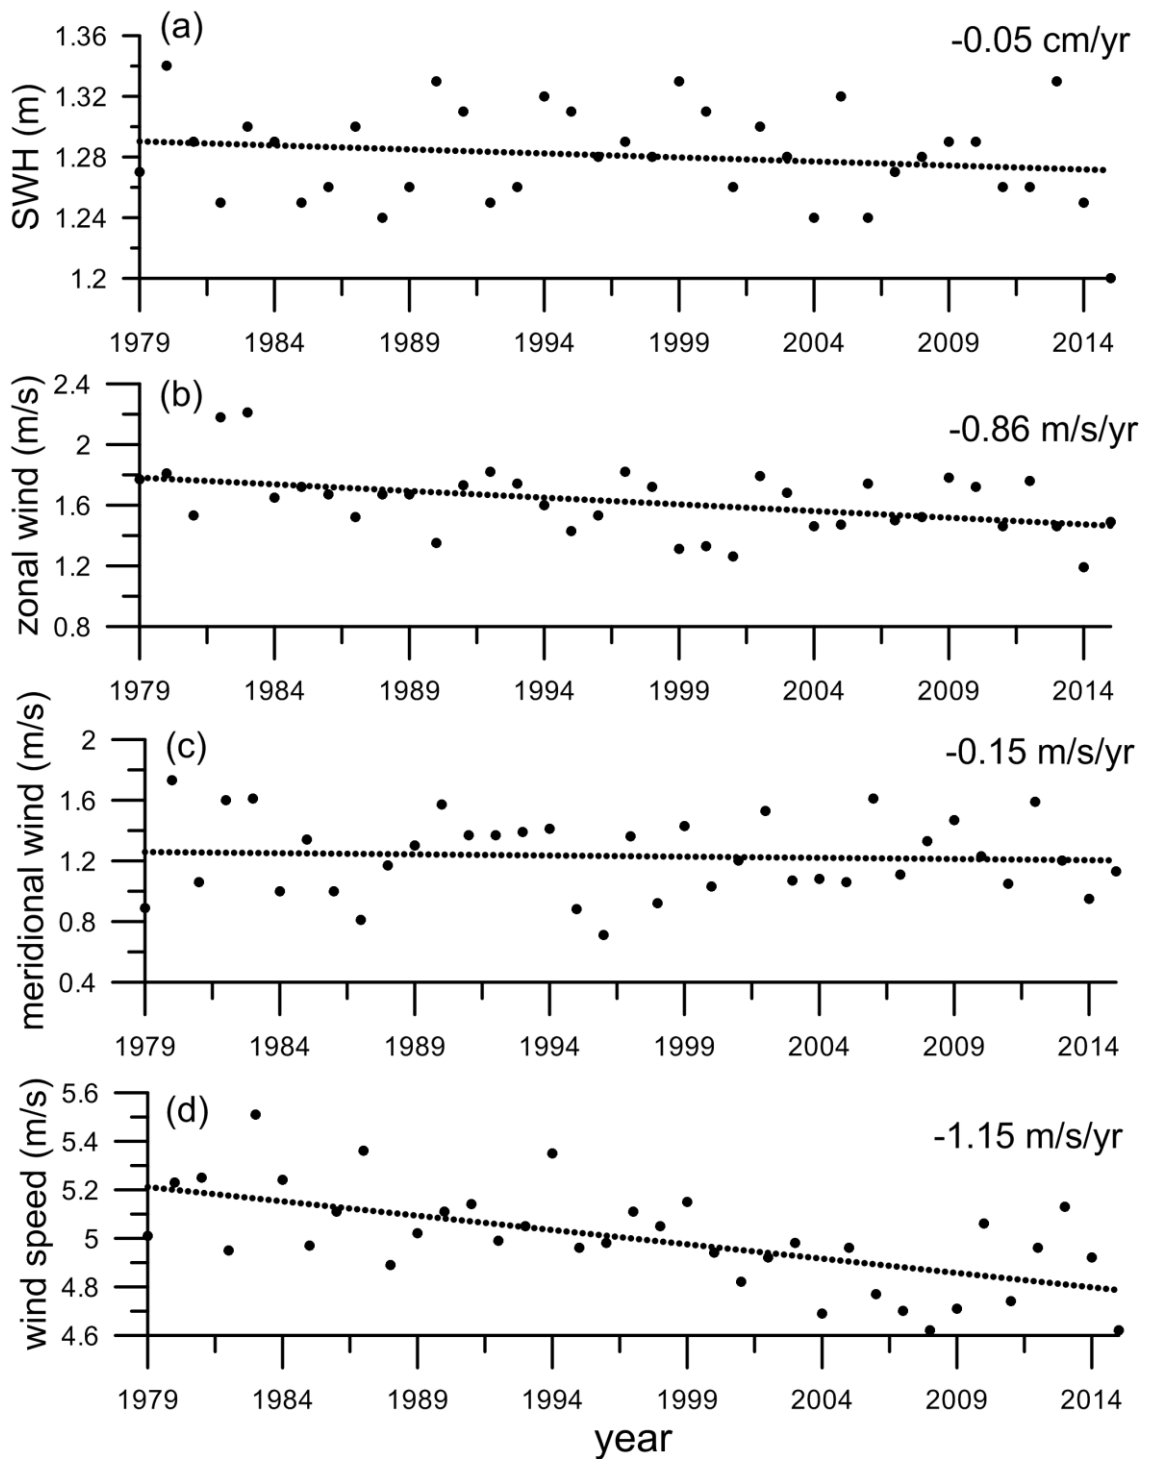 (a)
-0.05 cm/yr
SWH (m)
1.36
1.32
1.28
1.24
1.2
1979 1984 1989 1994 1999 2004 2009 2014
(b)
-0.86 m/s/yr
zonal wind (m/s)
2.4
2
1.6
1.2
0.8
1979 1984 1989 1994 1999 2004 2009 2014
(c)
-0.15 m/s/yr
meridional wind (m/s)
2
1.6
1.2
0.8
0.4
1979 1984 1989 1994 1999 2004 2009 2014
(d)
-1.15 m/s/yr
wind speed (m/s)
5.6
5.4
5.2
5
4.8
4.6
1979 1984 1989 1994 1999 2004 2009 2014
year